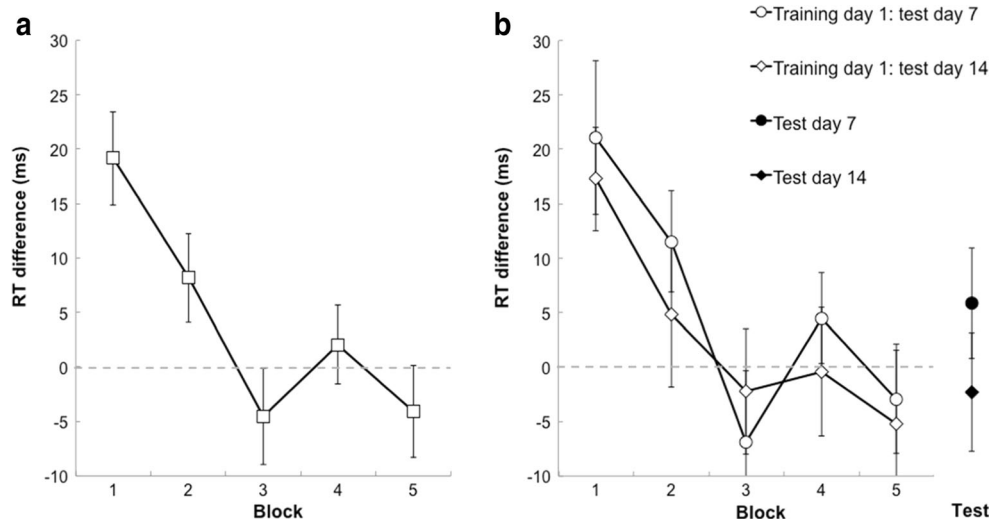 a
30
25
20
15
10
5
0
-5
-10
RT difference (ms)
1 2 3 4 5
Block
b
30
25
20
15
10
5
0
-5
-10
RT difference (ms)
1 2 3 4 5
Block
Test
Training day 1: test day 7
Training day 1: test day 14
Test day 7
Test day 14